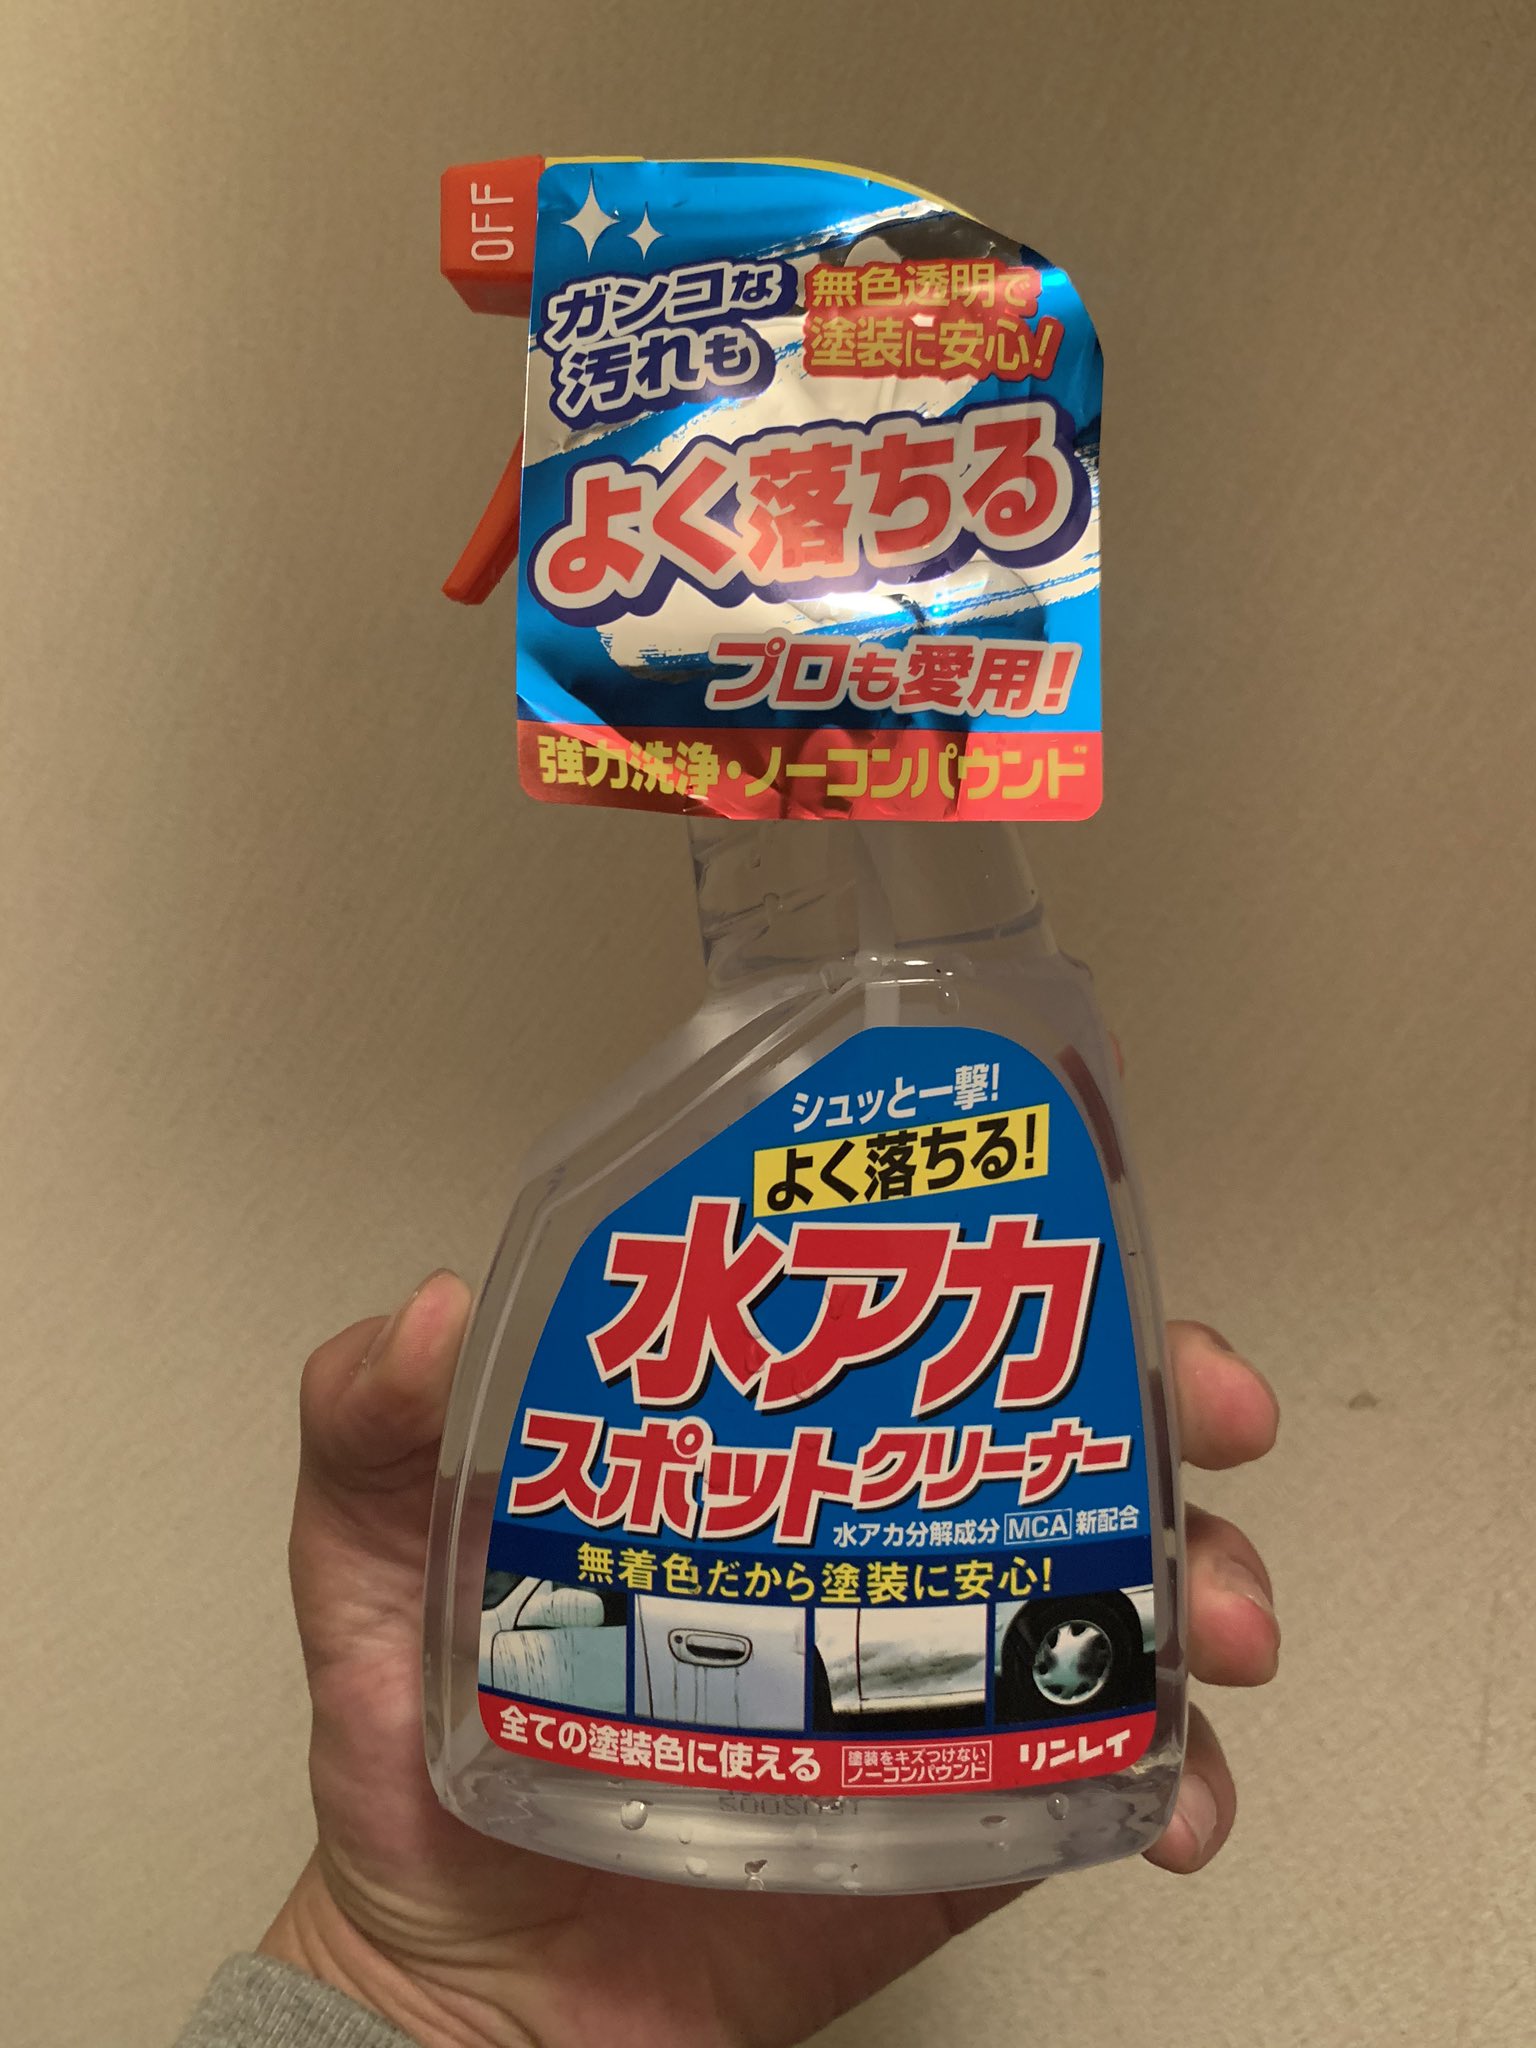 OFF
ガンコな
汚れも
無色透明で
塗装に安心!
よく落ちる
プロも愛用!
強力洗浄・ノーコンパウンド
シュッと一撃!
よく落ちる!
水アカ
スポットクリーナー
水アカ分解成分 MCA 新配合
無着色だから塗装に安心!
全ての塗装色に使える
塗装をキズつけない
ノーコンパウンド
リンレイ